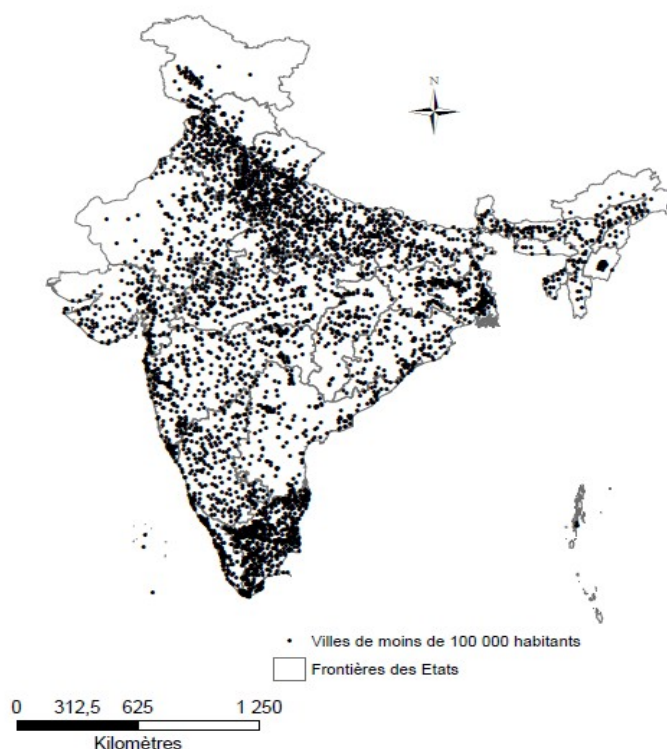 N
Villes de moins de 100 000 habitants
Frontières des Etats
0 312,5 625 1 250
Kilomètres